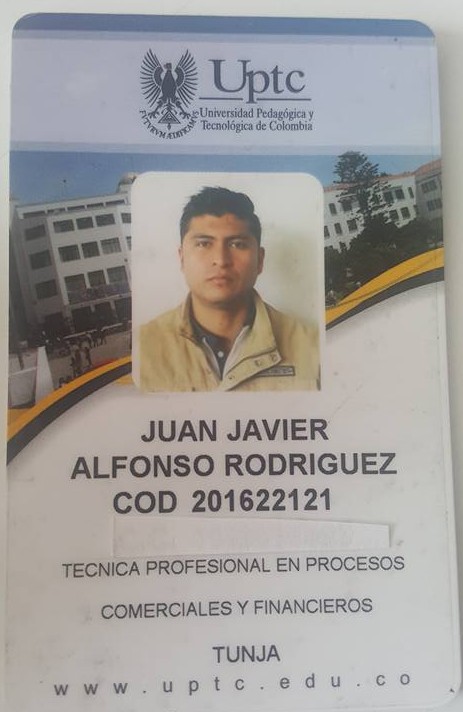 Uptc
Universidad Pedagógica y
Tecnológica de Colombia
JUAN JAVIER
ALFONSO RODRIGUEZ
COD 201622121
TECNICA PROFESIONAL EN PROCESOS
COMERCIALES Y FINANCIEROS
TUNJA
www.uptc.edu.co